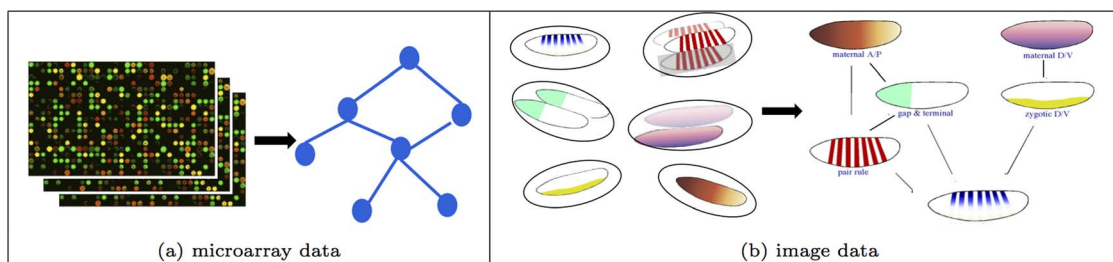 maternal A/P
maternal D/V
gap & terminal
zygotic D/V
pair rule
(a) microarray data
(b) image data